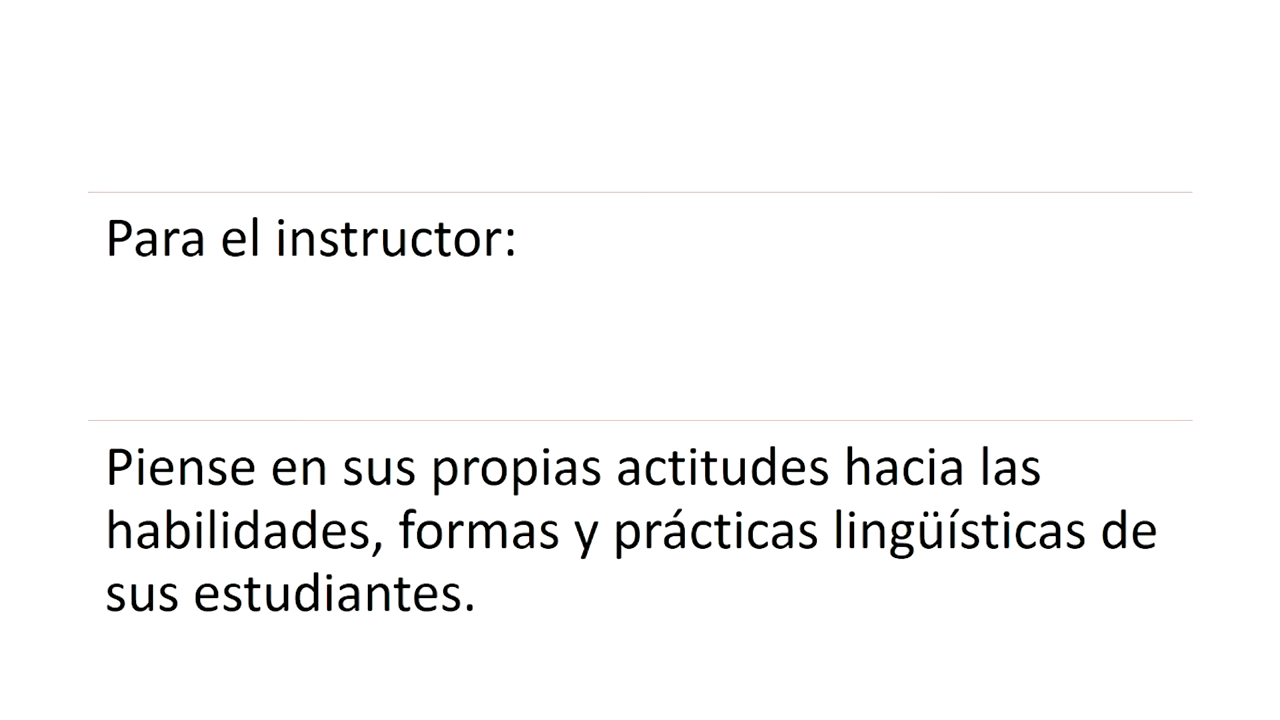 Para el instructor:
Piense en sus propias actitudes hacia las
habilidades, formas y prácticas lingüísticas de
sus estudiantes.